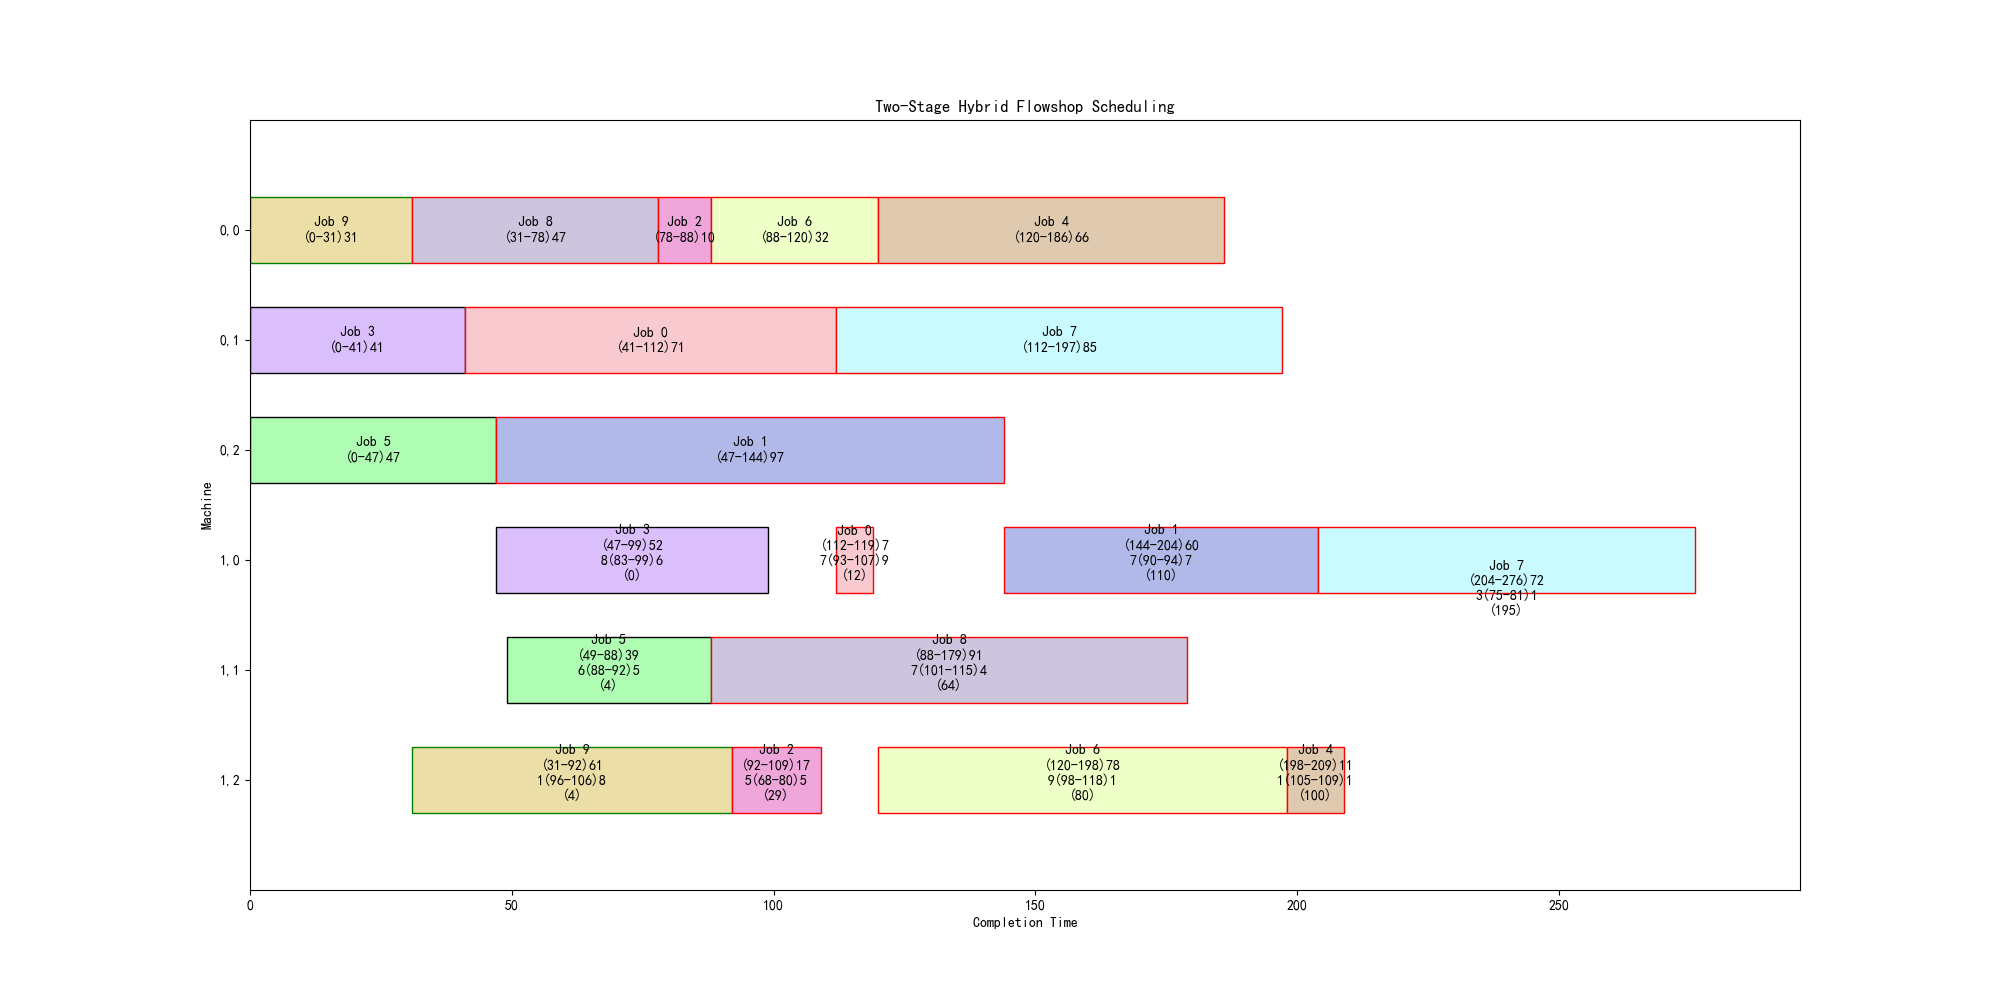 Two-Stage Hybrid Flowshop Scheduling
0,0
Job 9
(0-31)31
Job 8
(31-78)47
Job 2
(78-88)10
Job 6
(88-120)32
Job 4
(120-186)66
0,1
Job 3
(0-41)41
Job 0
(41-112)71
Job 7
(112-197)85
0,2
Job 5
(0-47)47
Job 1
(47-144)97
Machine
1,0
Job 3
(47-99)52
8(83-99)6
(0)
Job 0
(112-119)7
7(93-107)9
(12)
Job 1
(144-204)60
7(90-94)7
(110)
Job 7
(204-276)72
3(75-81)1
(195)
1,1
Job 5
(49-88)39
6(88-92)5
(4)
Job 8
(88-179)91
7(101-115)4
(64)
1,2
Job 9
(31-92)61
1(96-106)8
(4)
Job 2
(92-109)17
5(68-80)5
(29)
Job 6
(120-198)78
9(98-118)1
(80)
Job 4
(198-209)11
1(105-109)1
(100)
0
50
100
150
200
250
Completion Time